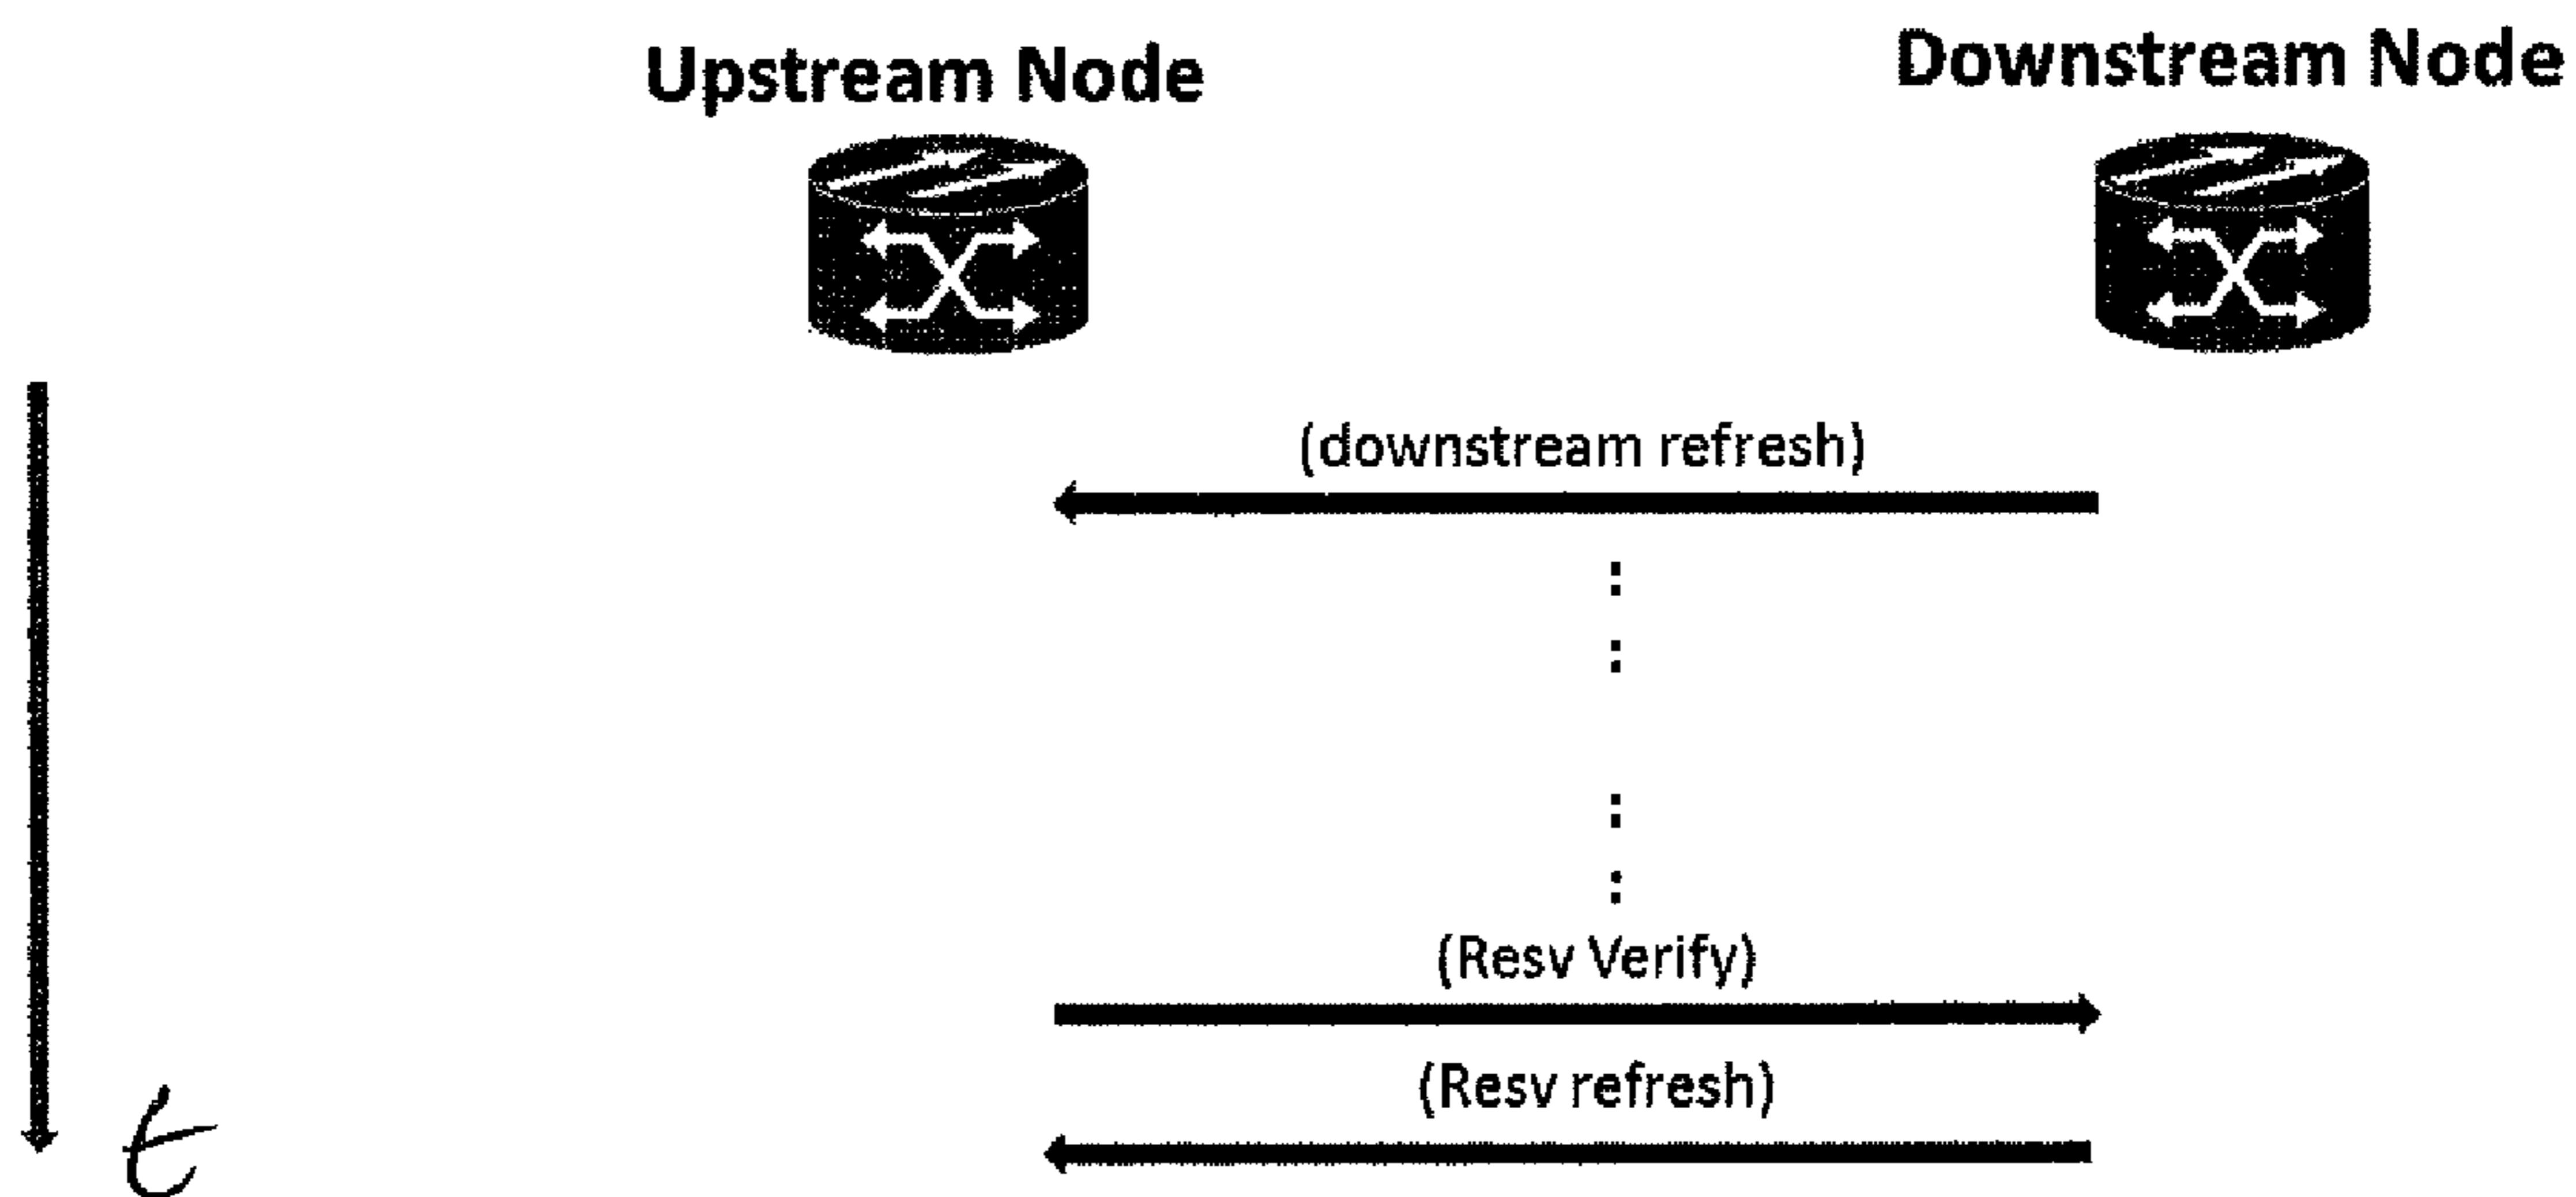 Upstream Node
Downstream Node
(downstream refresh)
(Resv Verify)
(Resv refresh)
t